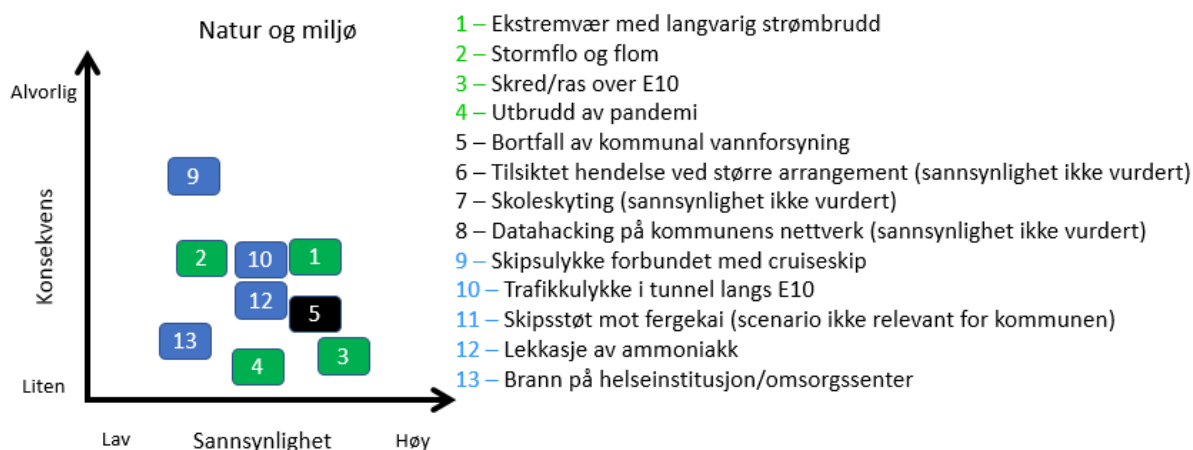 Natur og miljø
Alvorlig
Konsekvens
Liten
9
2
10
1
12
5
13
4
3
Lav
Sannsynlighet
Høy
1 – Ekstremvær med langvarig strømbrudd
2 – Stormflo og flom
3 – Skred/ras over E10
4 – Utbrudd av pandemi
5 – Bortfall av kommunal vannforsyning
6 – Tilsiktet hendelse ved større arrangement (sannsynlighet ikke vurdert)
7 – Skoleskyting (sannsynlighet ikke vurdert)
8 – Datahacking på kommunens nettverk (sannsynlighet ikke vurdert)
9 – Skipsulykke forbundet med cruiseskip
10 – Trafikkulykke i tunnel langs E10
11 – Skipsstøt mot fergekai (scenario ikke relevant for kommunen)
12 – Lekkasje av ammoniakk
13 – Brann på helseinstitusjon/omsorgssenter